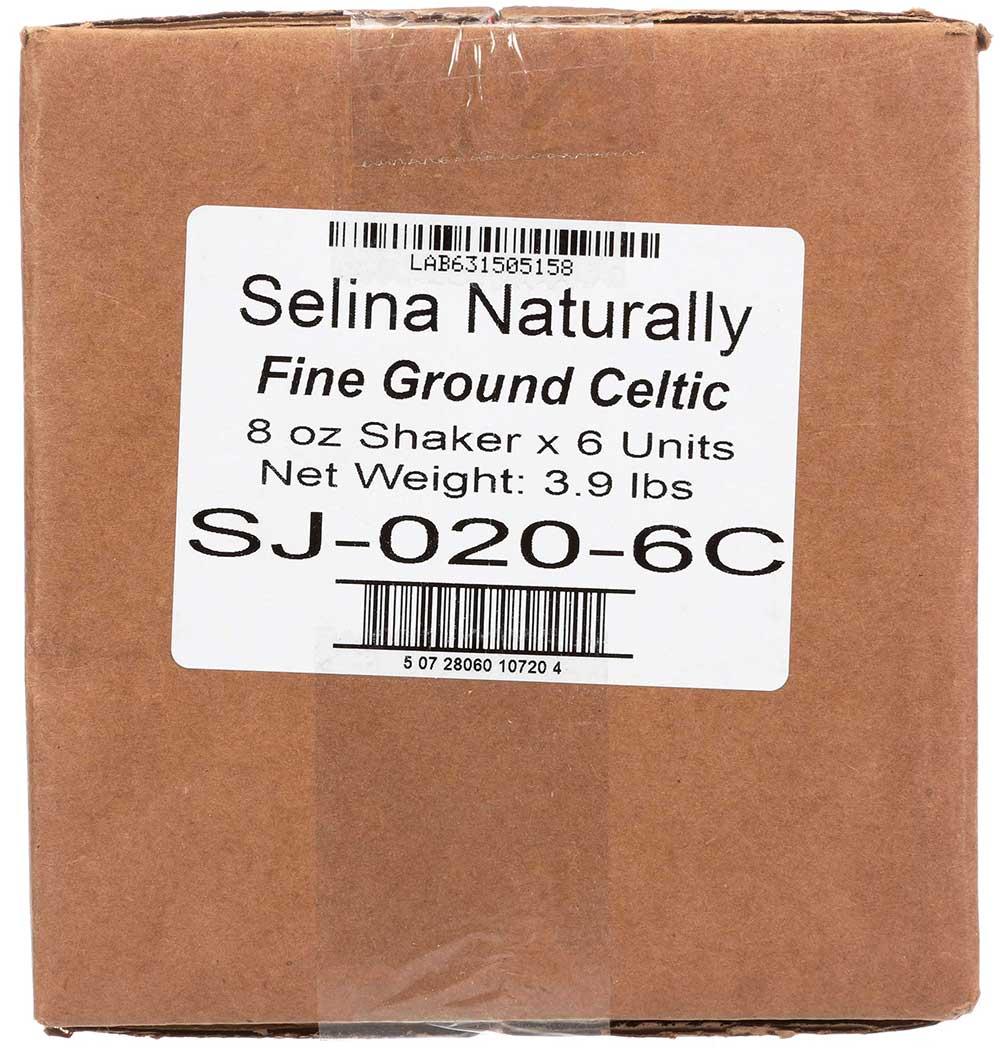 LAB631505158
Selina Naturally
Fine Ground Celtic
8 oz Shaker x 6 Units
Net Weight: 3.9 lbs
SJ-020-6C
5 07 28060 10720 4